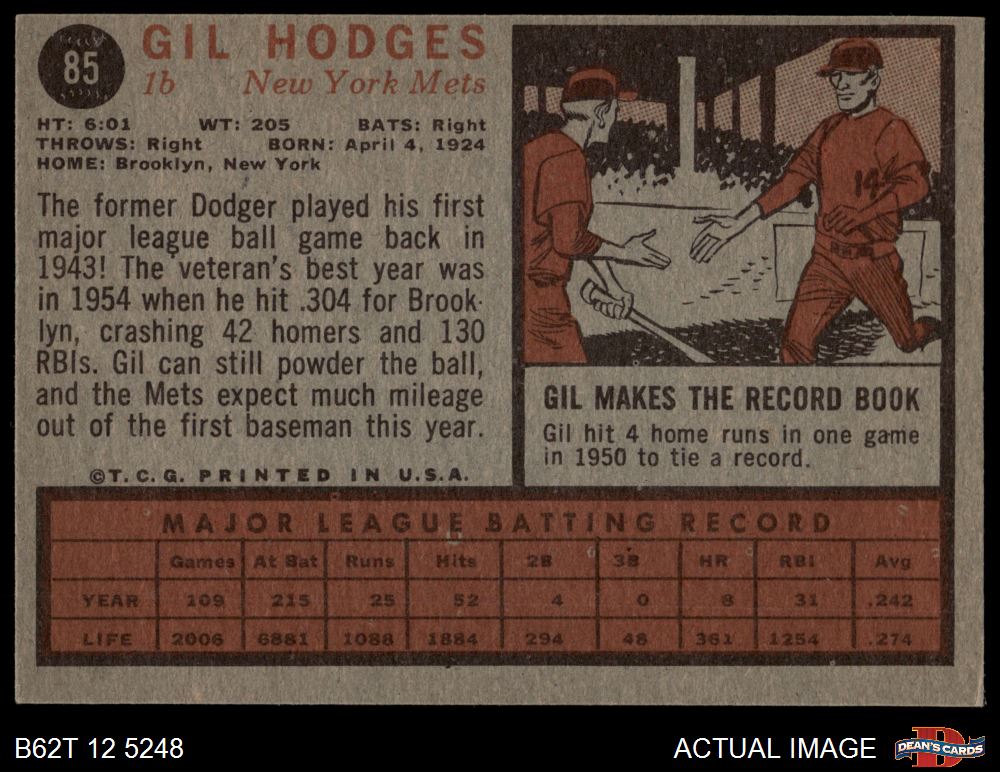 85
GIL HODGES
1b New York Mets
HT: 6:01 WT: 205 BATS: Right
THROWS: Right BORN: April 4, 1924
HOME: Brooklyn, New York
The former Dodger played his first
major league ball game back in
1943! The veteran's best year was
in 1954 when he hit .304 for Brook-
lyn, crashing 42 homers and 130
RBIs. Gil can still powder the ball,
and the Mets expect much mileage
out of the first baseman this year.
©T. C. G. PRINTED IN U.S.A.
14
GIL MAKES THE RECORD BOOK
Gil hit 4 home runs in one game
in 1950 to tie a record.
MAJOR LEAGUE BATTING RECORD
Games At Bat Runs Hits 2B 3B HR RBI Avg
YEAR 109 215 25 52 4 0 8 31 .242
LIFE 2006 6881 1088 1884 294 48 361 1254 .274
B62T 12 5248
ACTUAL IMAGE
D
DEAN'S CARDS